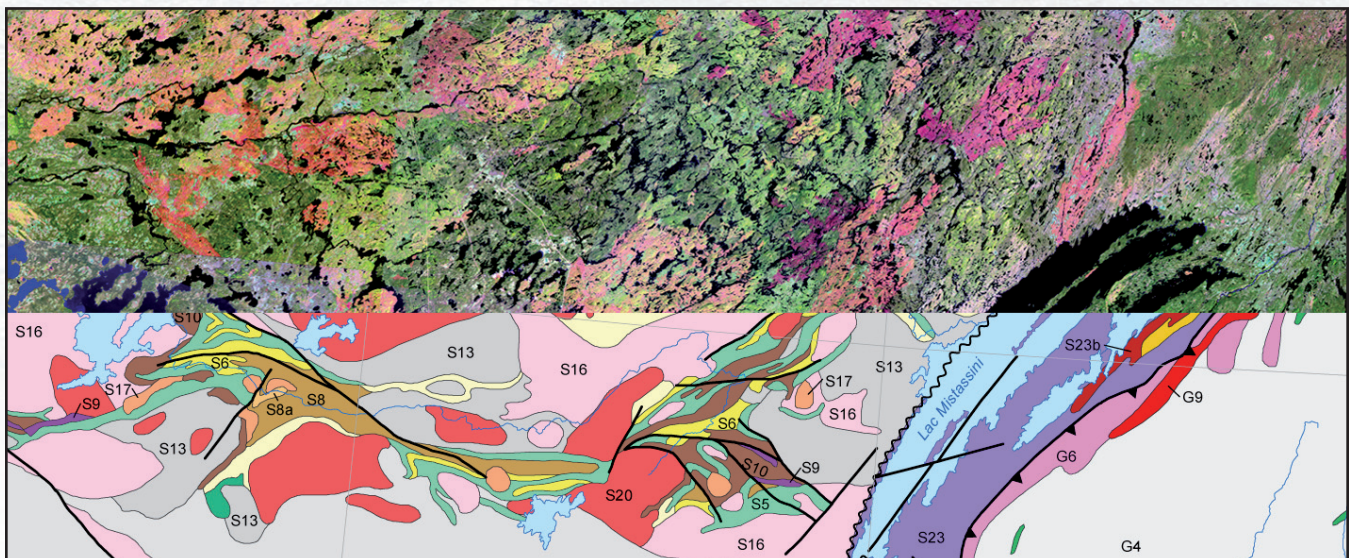 S10
S16
S13
S6
S16
S23b
S17
S8
S17
S13
S9
S8a
Lac Mistassini
G9
S16
S6
S13
G6
S10
S9
S20
S5
S13
S16
S23
G4